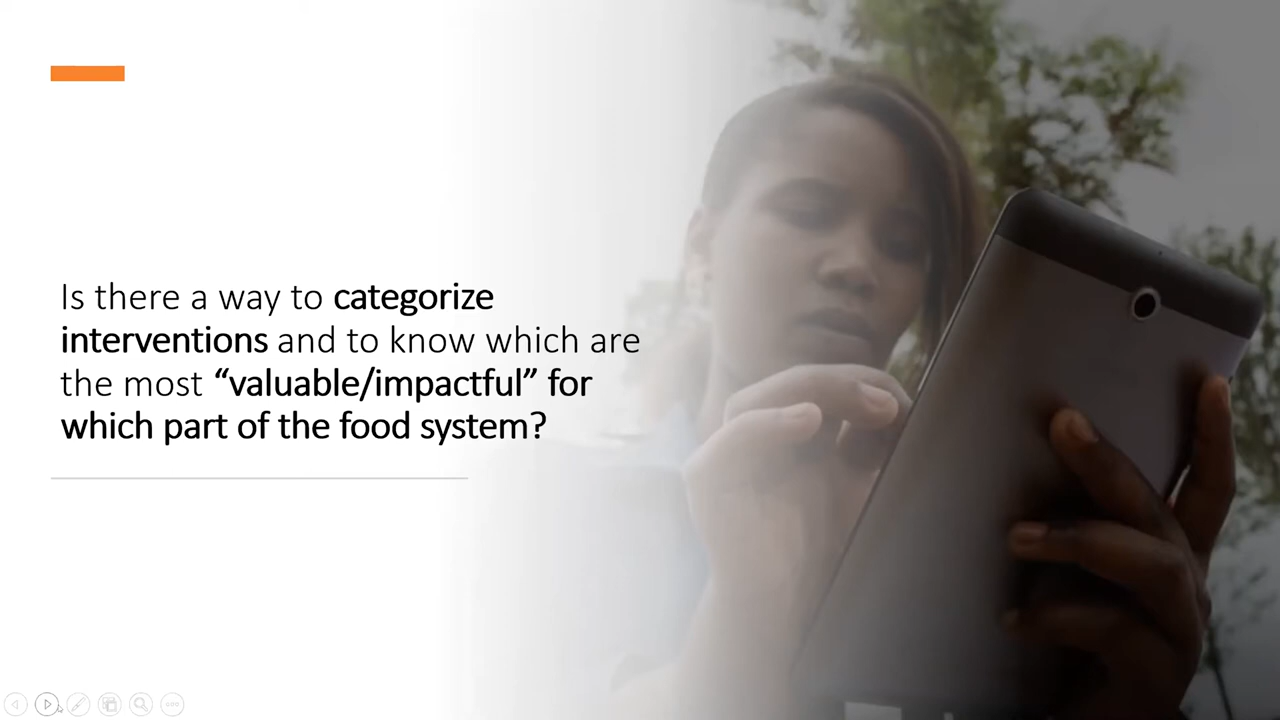 Is there a way to categorize
interventions and to know which are
the most “valuable/impactful” for
which part of the food system?